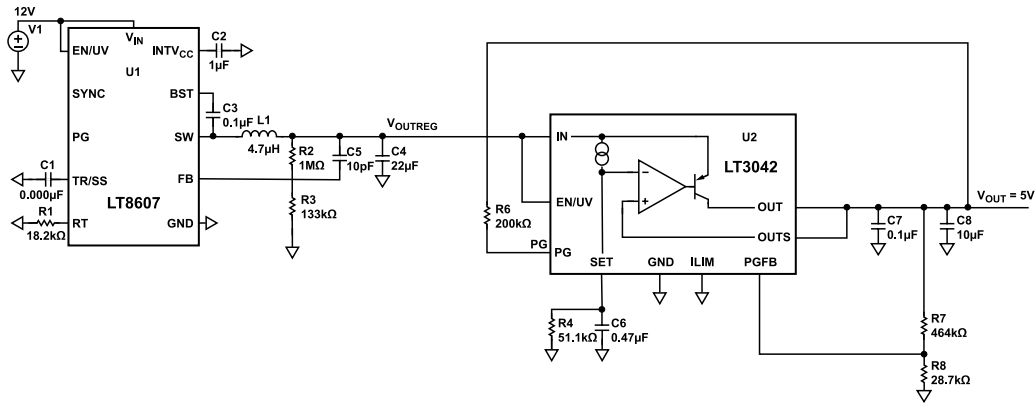 12V
V1
VIN
EN/UV
INTVCC
C2
1µF
U1
SYNC
BST
C3
0.1µF
L1
4.7µH
PG
SW
VOUTREG
R2
1MΩ
C5
10pF
C4
22µF
C1
0.000µF
TR/SS
FB
LT8607
R3
133kΩ
R1
18.2kΩ
RT
GND
IN
U2
LT3042
EN/UV
R6
200kΩ
OUT
OUTS
VOUT = 5V
C7
0.1µF
C8
10µF
PG
PG
SET
GND
ILIM
PGFB
R4
51.1kΩ
C6
0.47µF
R7
464kΩ
R8
28.7kΩ